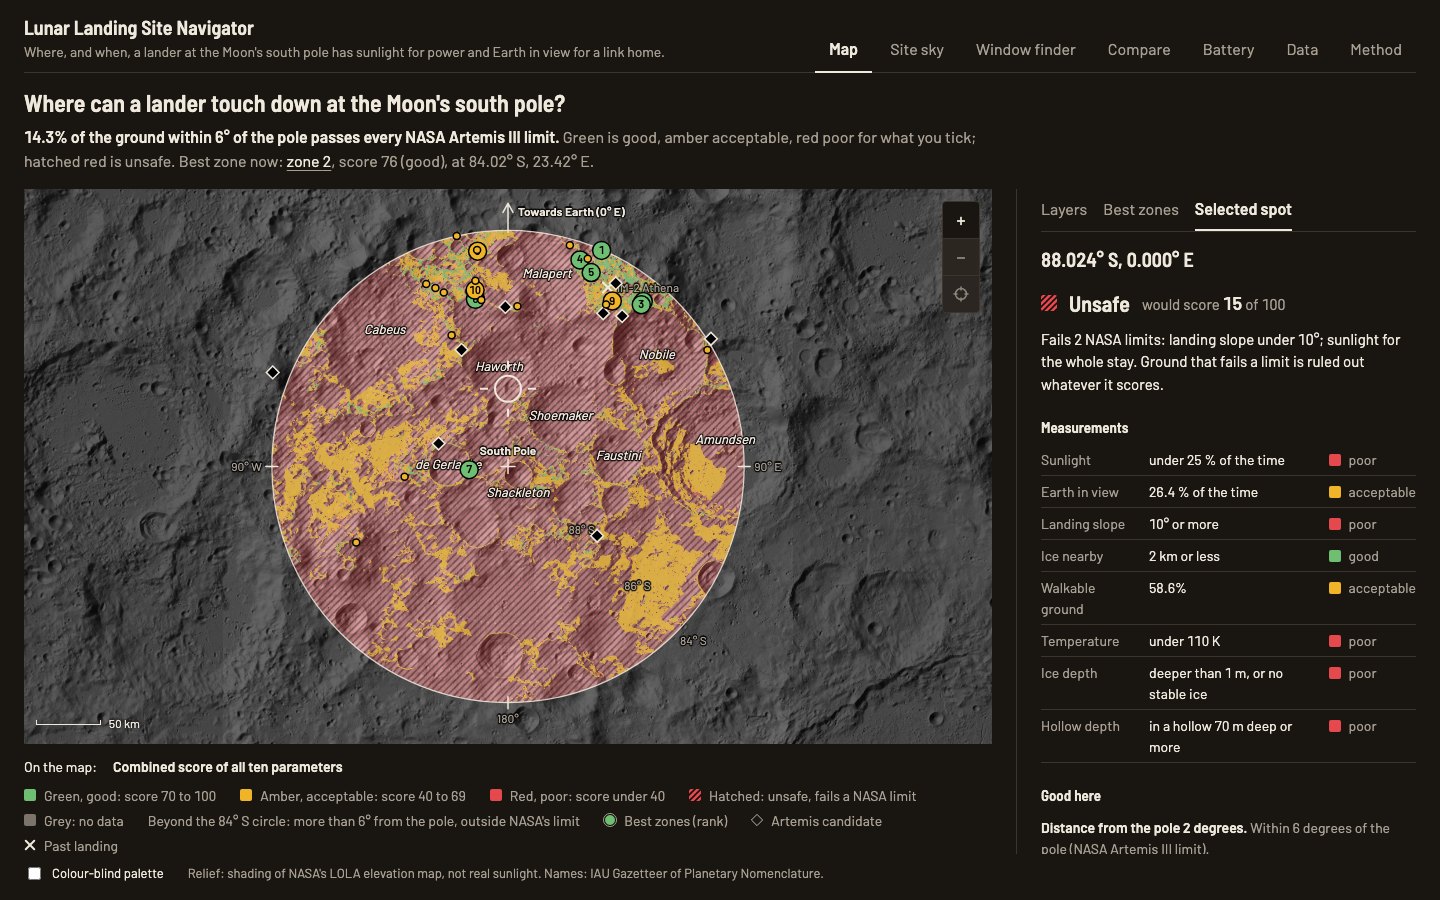 Lunar Landing Site Navigator
Where, and when, a lander at the Moon's south pole has sunlight for power and Earth in view for a link home.
Map
Site sky
Window finder
Compare
Battery
Data
Method
Where can a lander touch down at the Moon's south pole?
14.3% of the ground within 6° of the pole passes every NASA Artemis III limit. Green is good, amber acceptable, red poor for what you tick;
hatched red is unsafe. Best zone now: zone 2, score 76 (good), at 84.02° S, 23.42° E.
Towards Earth (0° E)
+
−
1
4
5
Malapert
IM-2 Athena
10
9
3
Cabeus
Nobile
Haworth
Shoemaker
Amundsen
South Pole
90° W
de Gerlache
7
Faustini
90° E
Shackleton
88° S
86° S
84° S
180°
50 km
On the map: Combined score of all ten parameters
Green, good: score 70 to 100
Amber, acceptable: score 40 to 69
Red, poor: score under 40
Hatched: unsafe, fails a NASA limit
Grey: no data
Beyond the 84° S circle: more than 6° from the pole, outside NASA's limit
Best zones (rank)
Artemis candidate
Past landing
Colour-blind palette
Relief: shading of NASA's LOLA elevation map, not real sunlight. Names: IAU Gazetteer of Planetary Nomenclature.
Layers
Best zones
Selected spot
88.024° S, 0.000° E
Unsafe would score 15 of 100
Fails 2 NASA limits: landing slope under 10°; sunlight for
the whole stay. Ground that fails a limit is ruled out
whatever it scores.
Measurements
Sunlight under 25 % of the time poor
Earth in view 26.4 % of the time acceptable
Landing slope 10° or more poor
Ice nearby 2 km or less good
Walkable ground 58.6% acceptable
Temperature under 110 K poor
Ice depth deeper than 1 m, or no stable ice poor
Hollow depth in a hollow 70 m deep or more poor
Good here
Distance from the pole 2 degrees. Within 6 degrees of the
pole (NASA Artemis III limit).